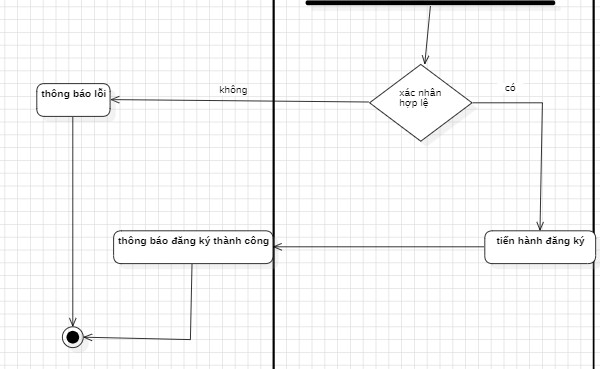 có
không
xác nhận
hợp lệ
thông báo lỗi
thông báo đăng ký thành công
tiến hành đăng ký